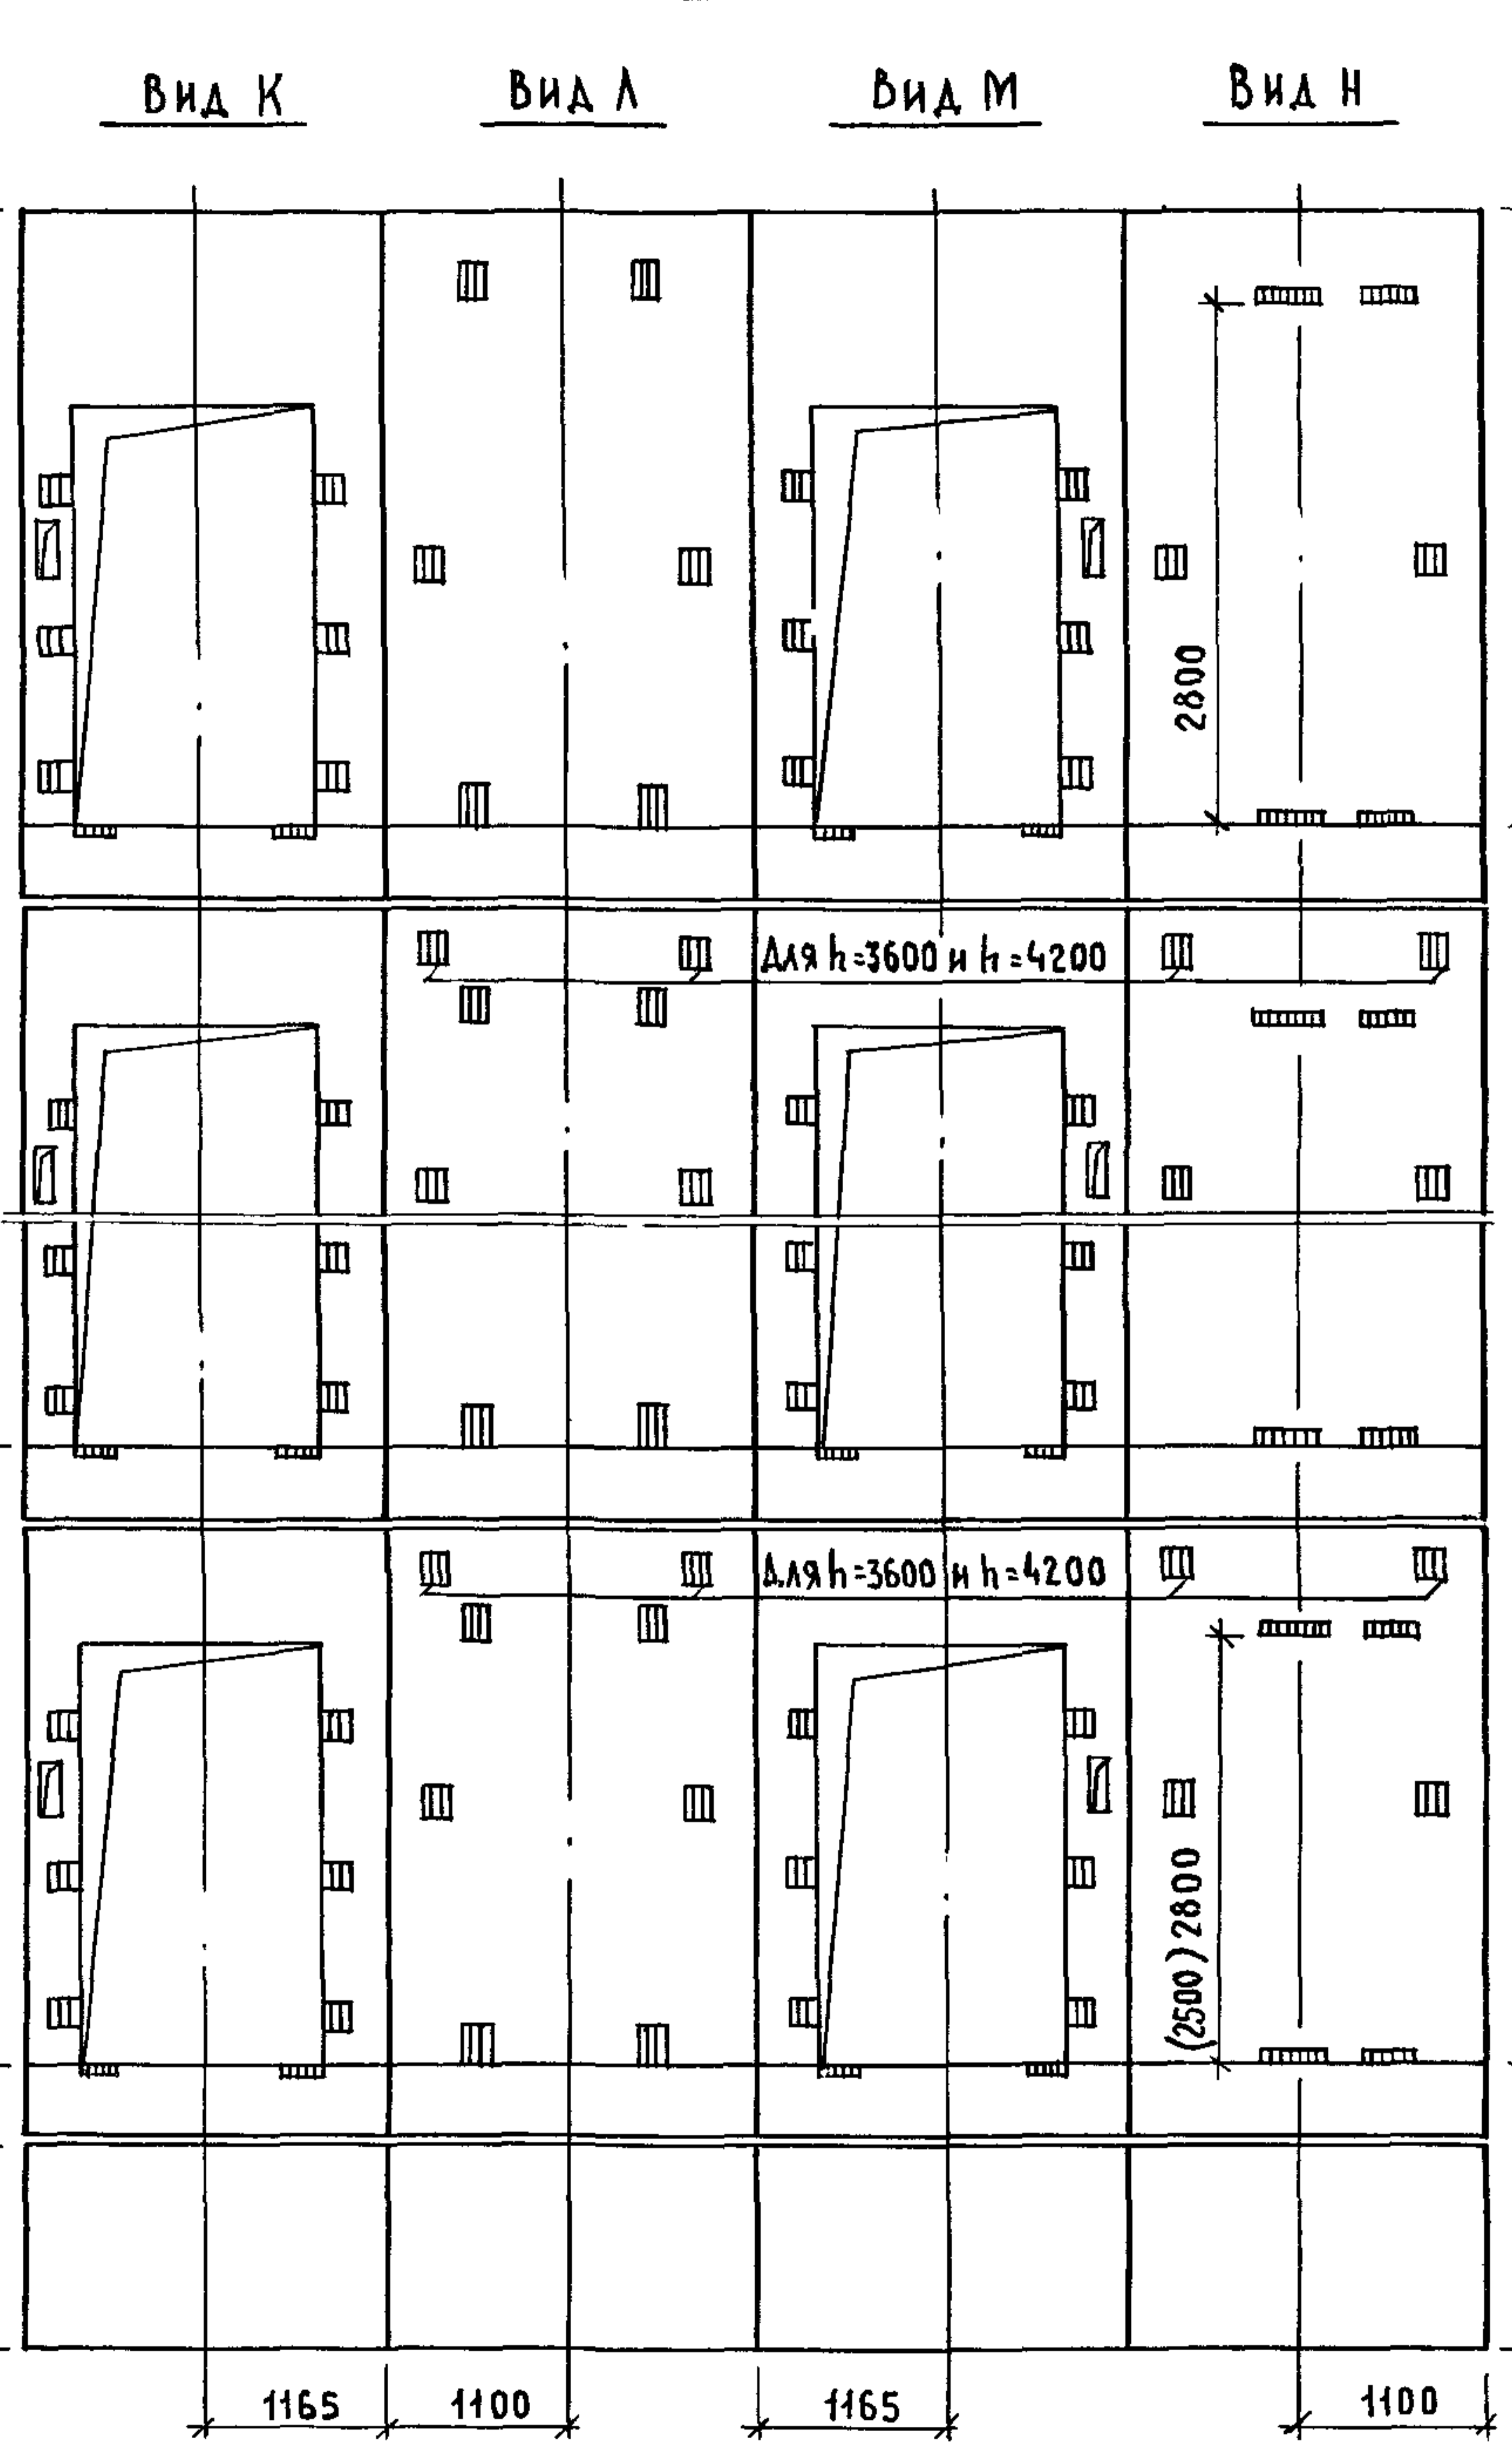 Вид К
Вид Л
Вид М
Вид Н
2800
Для h=3600 и h=4200
Для h=3600 и h=4200
(2500) 2800
1165
1100
1165
1100